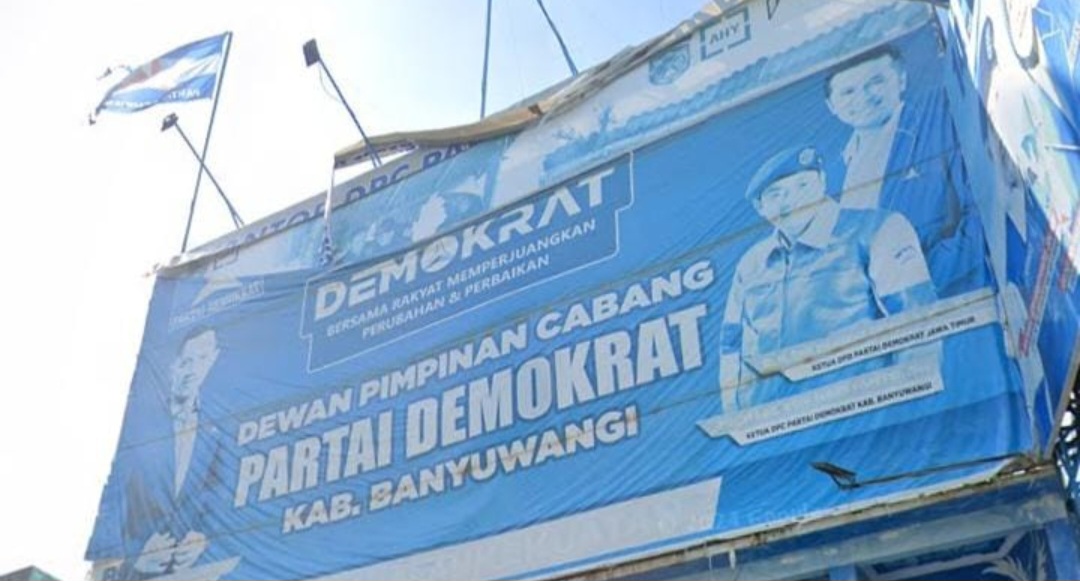 AHY
DEMOKRAT
BERSAMA RAKYAT MEMPERJUANGKAN
PERUBAHAN & PERBAIKAN
DEWAN PIMPINAN CABANG
PARTAI DEMOKRAT
KAB. BANYUWANGI
KETUA DPD PARTAI DEMOKRAT JAWA TIMUR
KETUA DPC PARTAI DEMOKRAT KAB. BANYUWANGI